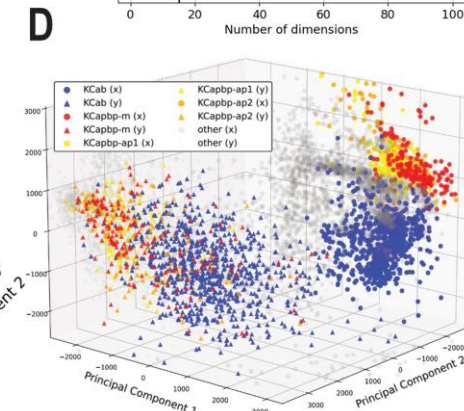 0 20 40 60 80 100
Number of dimensions
D
KCab (x) KCapbp-ap1 (y)
KCab (y) KCapbp-ap2 (x)
KCapbp-m (x) KCapbp-ap2 (y)
KCapbp-m (y) other (x)
KCapbp-ap1 (x) other (y)
3000
2000
1000
0
−1000
−2000
ent 2
−2000
−1000
0
1000
2000
3000
2000
1000
0
−1000
−2000
Principal Component 1
Principal Component 2